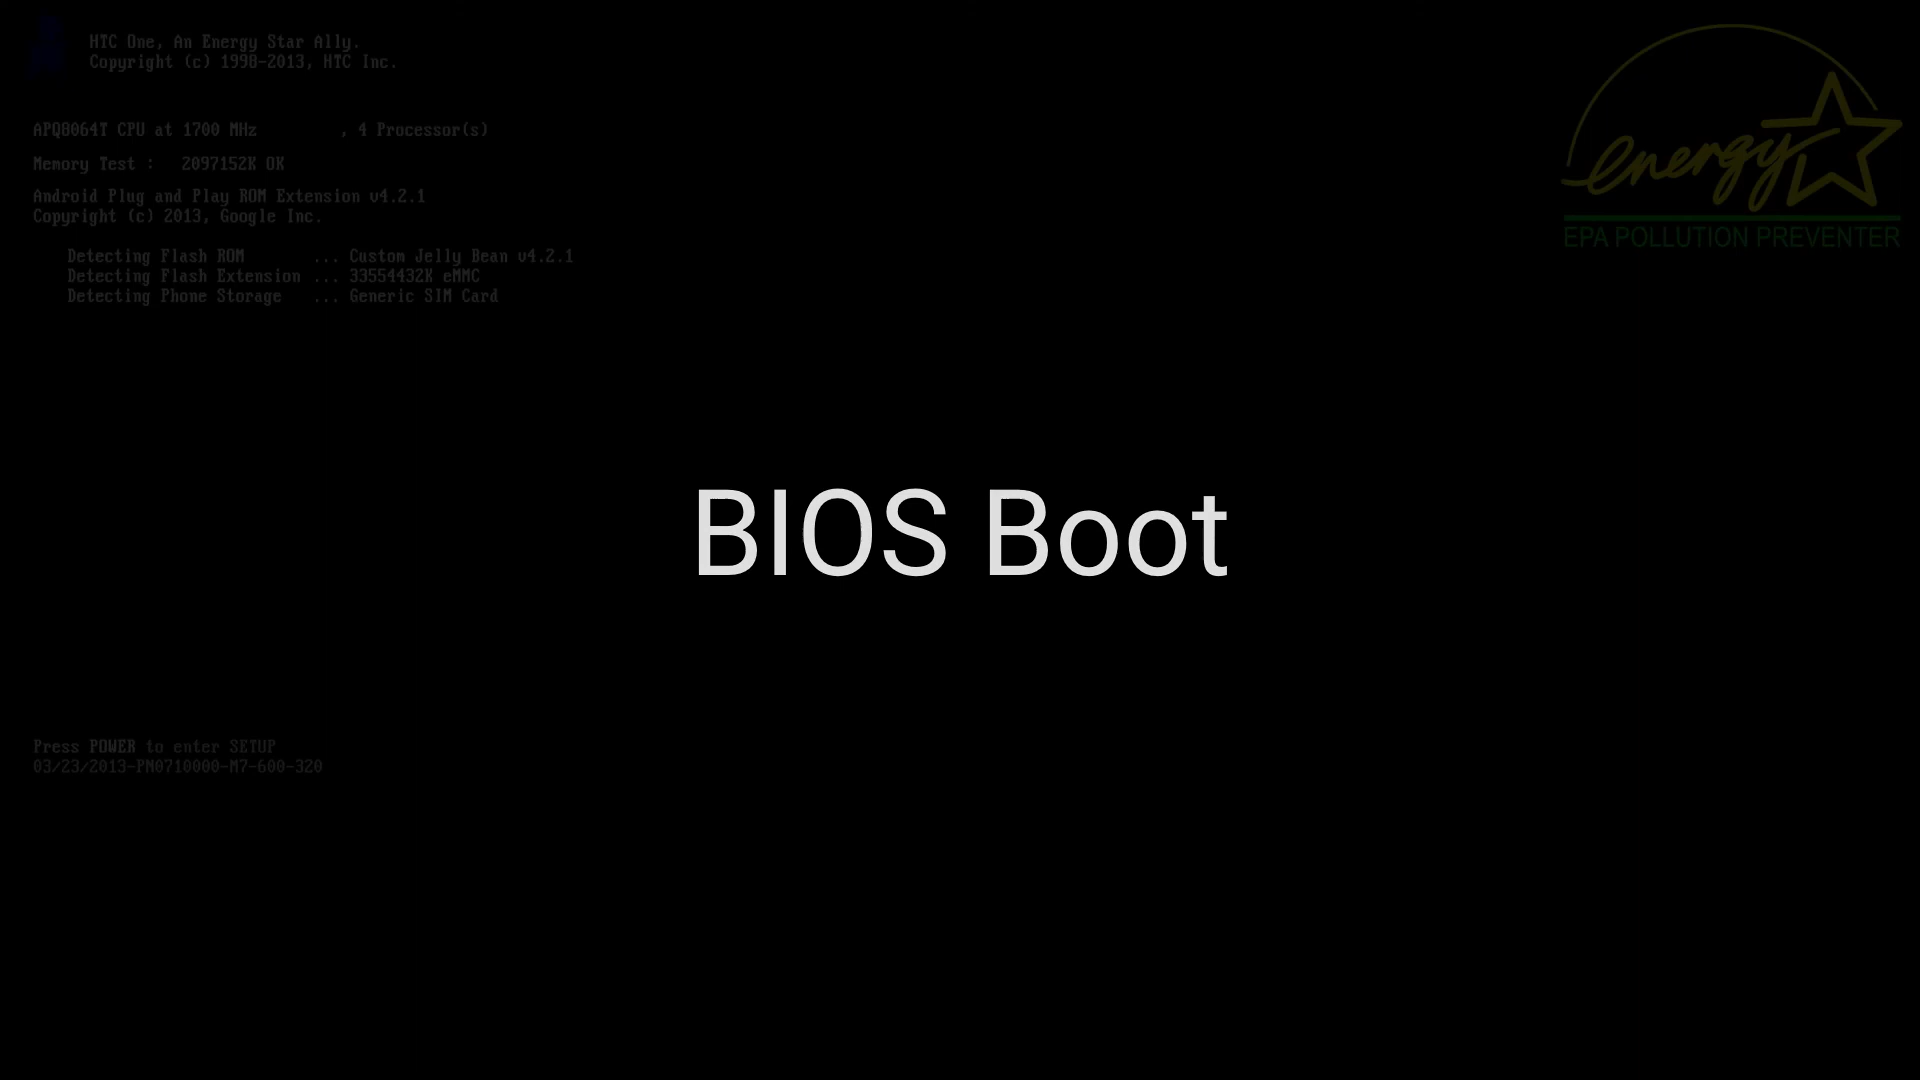 HTC One, An Energy Star Ally.
Copyright (c) 1998-2013, HTC Inc.
APQ8064T CPU at 1700 MHz , 4 Processor(s)
Memory Test : 2097152K OK
Android Plug and Play ROM Extension v4.2.1
Copyright (c) 2013, Google Inc.
Detecting Flash ROM ... Custom Jelly Bean v4.2.1
Detecting Flash Extension ... 33554432K eMMC
Detecting Phone Storage ... Generic SIM Card
energy
EPA POLLUTION PREVENTER
BIOS Boot
Press POWER to enter SETUP
03/23/2013-PN0710000-M7-600-320